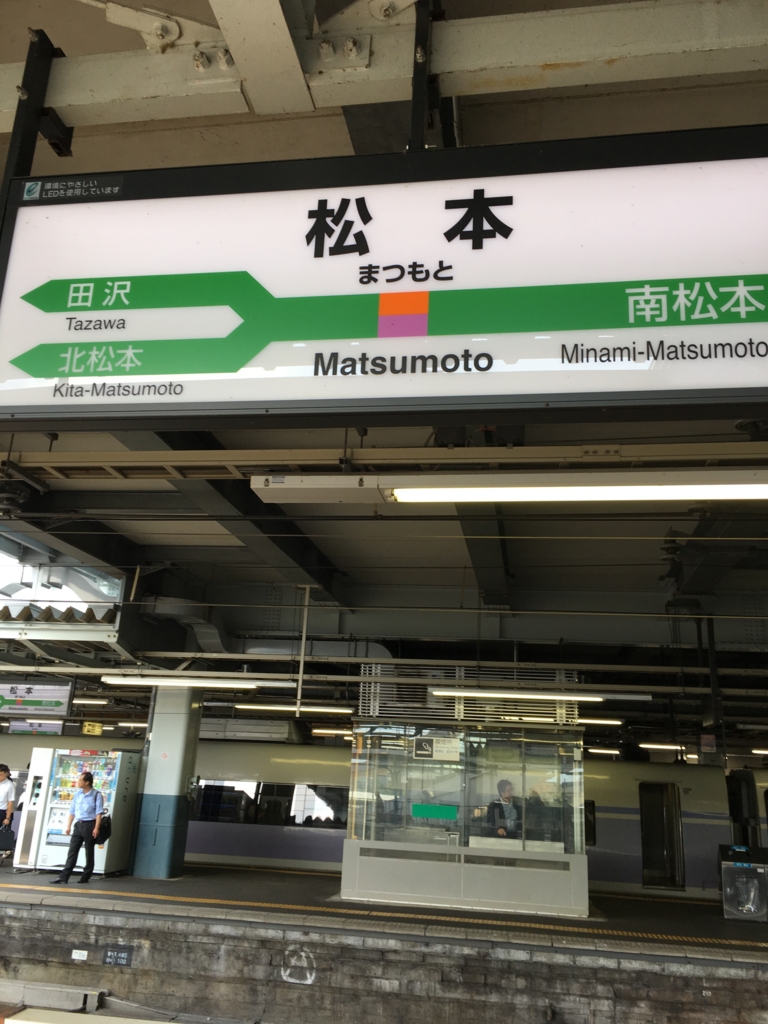 環境にやさしい
LEDを使用しています
松本
まつもと
田沢
Tazawa
北松本
Kita-Matsumoto
Matsumoto
南松本
Minami-Matsumoto
松本